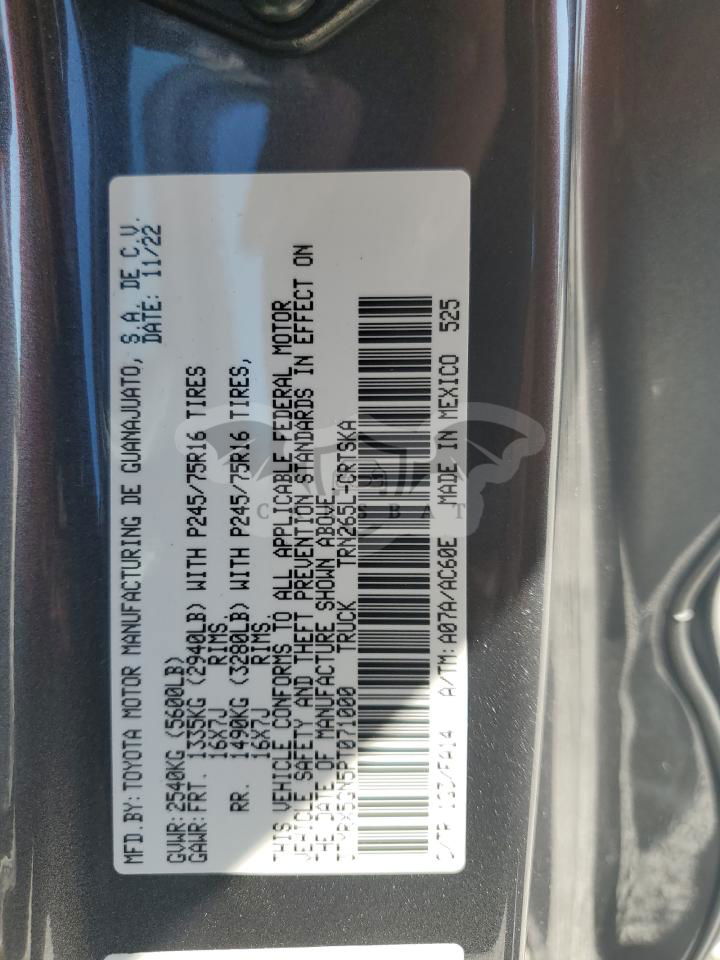 MFD.BY: TOYOTA MOTOR MANUFACTURING DE GUANAJUATO, S.A. DE C.V.
DATE: 11/22
GVWR: 2540KG (5600LB)
GAWR: FRT. 1335KG (2940LB) WITH P245/75R16 TIRES
16X7J RIMS.
RR. 1490KG (3280LB) WITH P245/75R16 TIRES,
16X7J RIMS.
THIS VEHICLE CONFORMS TO ALL APPLICABLE FEDERAL MOTOR
VEHICLE SAFETY AND THEFT PREVENTION STANDARDS IN EFFECT ON
THE DATE OF MANUFACTURE SHOWN ABOVE.
TRUCK TRN265L-CRTSKA
C/TR: 1G3/FA14 A/TM: A07A/AC60E MADE IN MEXICO 525